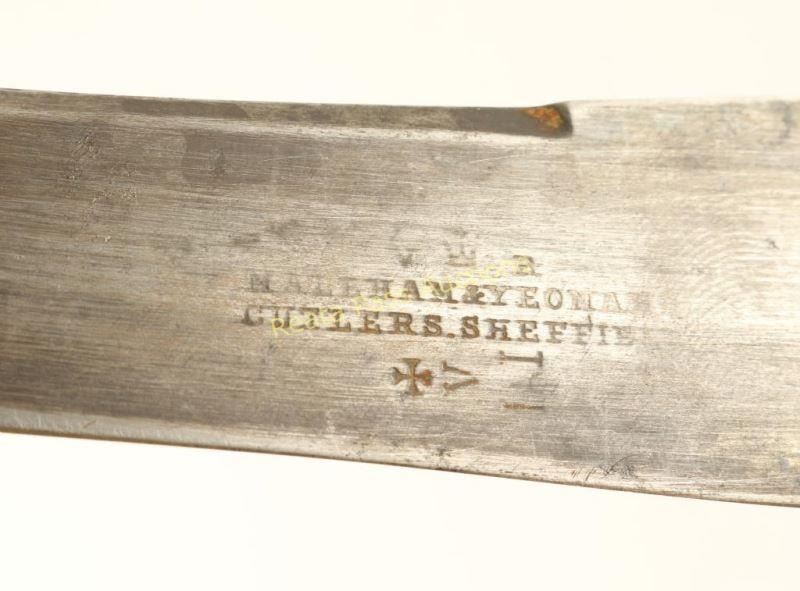 V R
MALEHAM & YEOMAN
CUTLERS. SHEFFIE
✠ V I